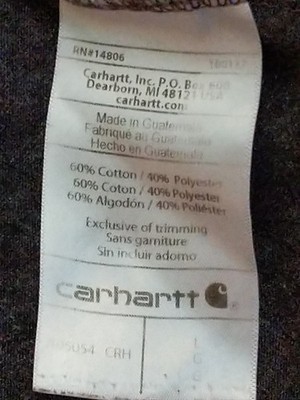 RN#14806
Carhartt, Inc. P.O. Box 600
Dearborn, MI 48121 USA
carhartt.com
Made in Guatemala
Fabriqué au Guatemala
Hecho en Guatemala
60% Cotton / 40% Polyester
60% Coton / 40% Polyester
60% Algodón / 40% Poliéster
Exclusive of trimming
Sans garniture
Sin incluir adorno
carhartt
CRH